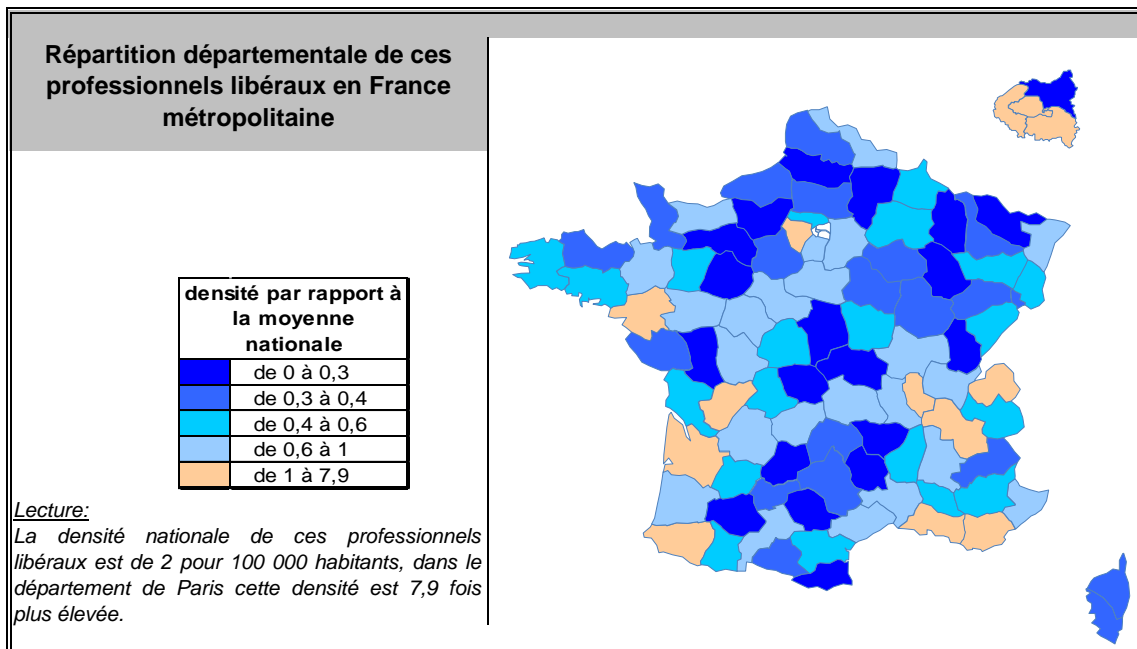 Répartition départementale de ces
professionnels libéraux en France
métropolitaine
densité par rapport à
la moyenne
nationale
de 0 à 0,3
de 0,3 à 0,4
de 0,4 à 0,6
de 0,6 à 1
de 1 à 7,9
Lecture:
La densité nationale de ces professionnels
libéraux est de 2 pour 100 000 habitants, dans le
département de Paris cette densité est 7,9 fois
plus élevée.